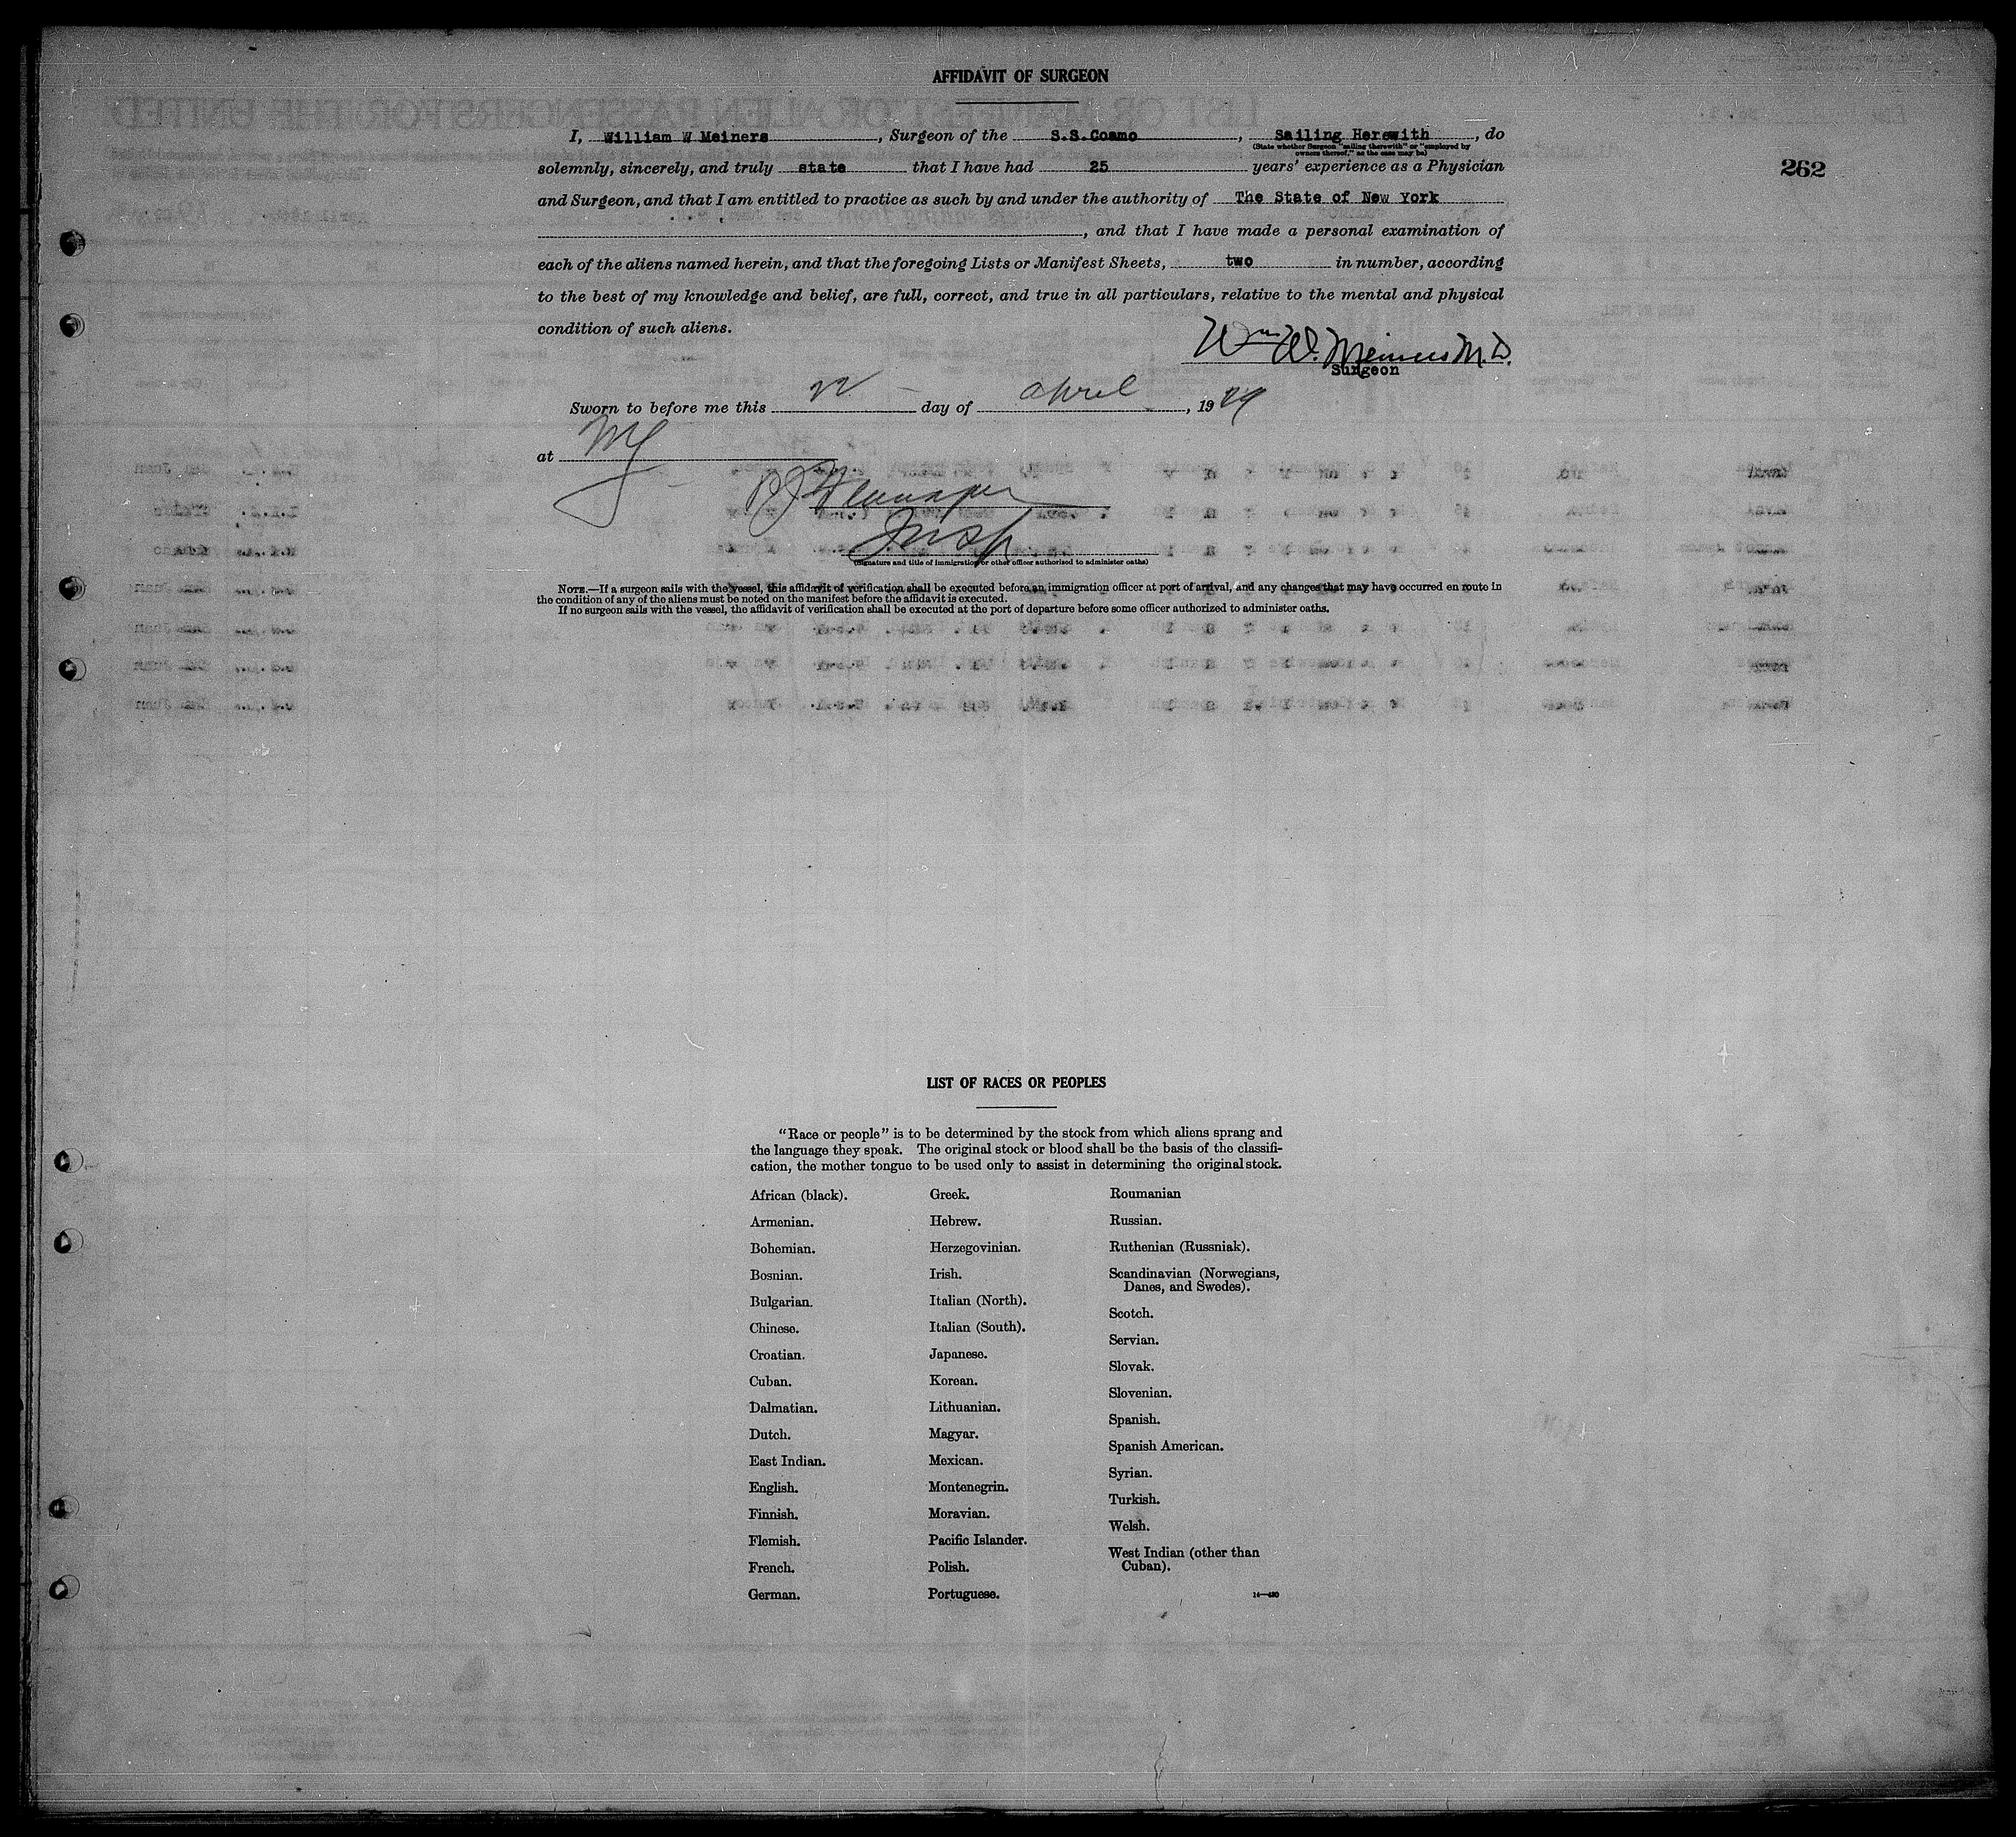 AFFIDAVIT OF SURGEON
262
I, William W Meiners, Surgeon of the S.S. Coamo, Sailing Herewith, do
(State whether Surgeon "sailing therewith" or "employed by
owners thereof," as the case may be)
solemnly, sincerely, and truly state that I have had 25 years' experience as a Physician
and Surgeon, and that I am entitled to practice as such by and under the authority of The State of New York
, and that I have made a personal examination of
each of the aliens named herein, and that the foregoing Lists or Manifest Sheets, two in number, according
to the best of my knowledge and belief, are full, correct, and true in all particulars, relative to the mental and physical
condition of such aliens.
Wm W. Meiners M.D.
Surgeon
Sworn to before me this 22 day of April, 1929
at NY
Insp
(Signature and title of immigration or other officer authorized to administer oaths)
NOTE.—If a surgeon sails with the vessel, this affidavit of verification shall be executed before an immigration officer at port of arrival, and any changes that may have occurred en route in
the condition of any of the aliens must be noted on the manifest before the affidavit is executed.
If no surgeon sails with the vessel, the affidavit of verification shall be executed at the port of departure before some officer authorized to administer oaths.
LIST OF RACES OR PEOPLES
"Race or people" is to be determined by the stock from which aliens sprang and
the language they speak. The original stock or blood shall be the basis of the classifi-
cation, the mother tongue to be used only to assist in determining the original stock.
African (black).
Armenian.
Bohemian.
Bosnian.
Bulgarian.
Chinese.
Croatian.
Cuban.
Dalmatian.
Dutch.
East Indian.
English.
Finnish.
Flemish.
French.
German.
Greek.
Hebrew.
Herzegovinian.
Irish.
Italian (North).
Italian (South).
Japanese.
Korean.
Lithuanian.
Magyar.
Mexican.
Montenegrin.
Moravian.
Pacific Islander.
Polish.
Portuguese.
Roumanian
Russian.
Ruthenian (Russniak).
Scandinavian (Norwegians,
Danes, and Swedes).
Scotch.
Servian.
Slovak.
Slovenian.
Spanish.
Spanish American.
Syrian.
Turkish.
Welsh.
West Indian (other than
Cuban).